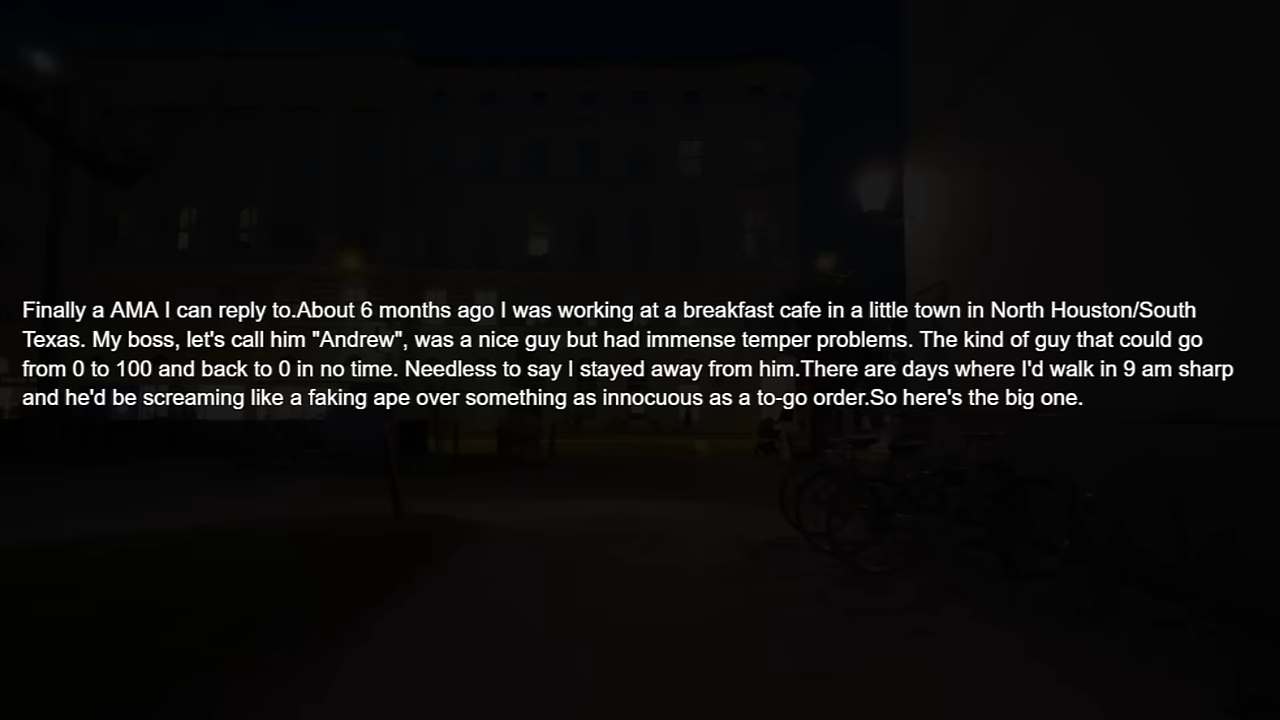 Finally a AMA I can reply to.About 6 months ago I was working at a breakfast cafe in a little town in North Houston/South
Texas. My boss, let's call him "Andrew", was a nice guy but had immense temper problems. The kind of guy that could go
from 0 to 100 and back to 0 in no time. Needless to say I stayed away from him.There are days where I'd walk in 9 am sharp
and he'd be screaming like a faking ape over something as innocuous as a to-go order.So here's the big one.